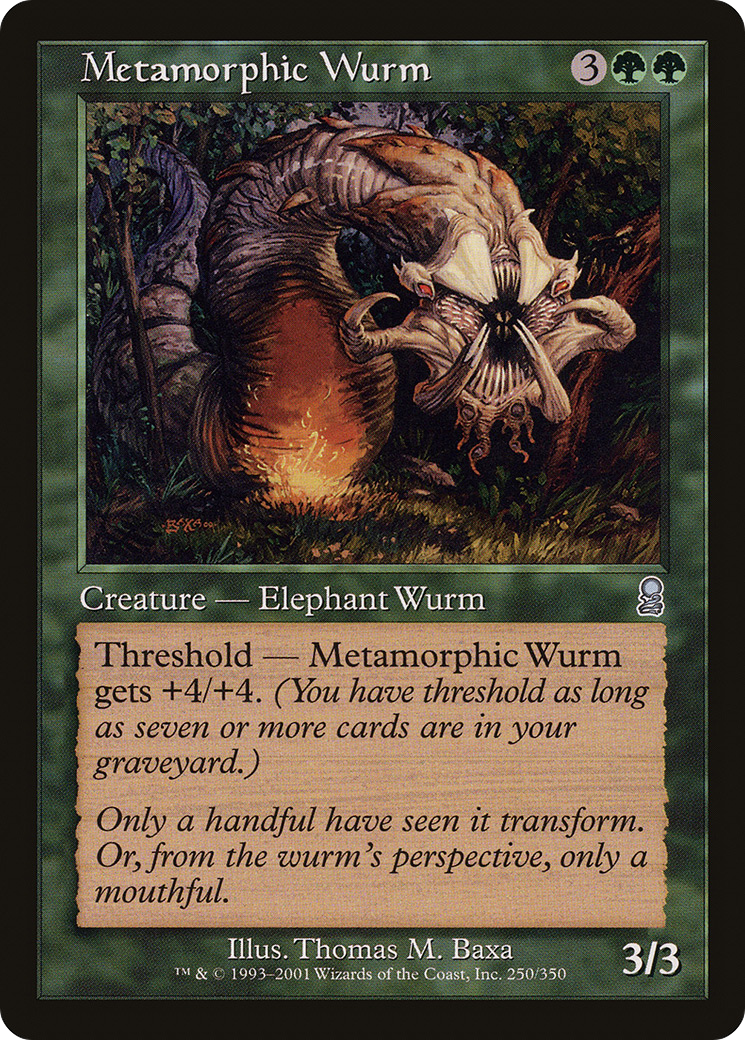 Metamorphic Wurm 3
Creature — Elephant Wurm
Threshold — Metamorphic Wurm
gets +4/+4. (You have threshold as long
as seven or more cards are in your
graveyard.)
Only a handful have seen it transform.
Or, from the wurm's perspective, only a
mouthful.
Illus. Thomas M. Baxa
™ & © 1993–2001 Wizards of the Coast, Inc. 250/350
3/3